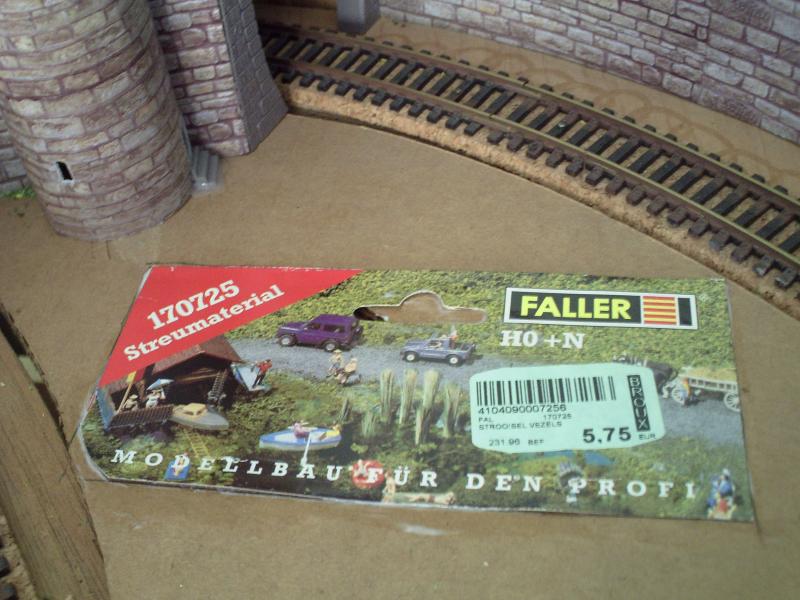 170725
Streumaterial
FALLER
®
H0 + N
4104090007256
FAL 170725
STROOISEL VEZELS
231.96 BEF 5,75 EUR
BROUX
MODELLBAU FÜR DEN PROFI